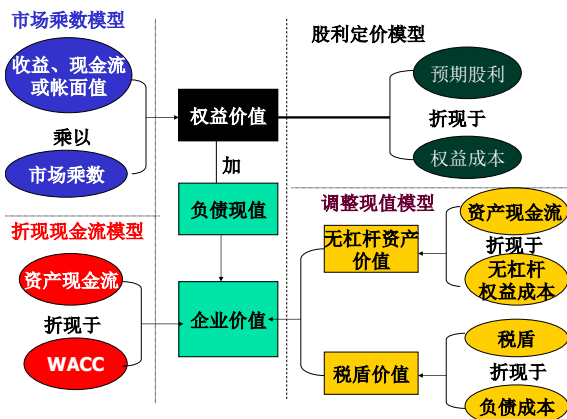 市场乘数模型
收益、现金流
或帐面值
乘以
市场乘数
权益价值
加
负债现值
企业价值
股利定价模型
预期股利
折现于
权益成本
折现现金流模型
资产现金流
折现于
WACC
调整现值模型
无杠杆资产
价值
资产现金流
折现于
无杠杆
权益成本
税盾价值
税盾
折现于
负债成本